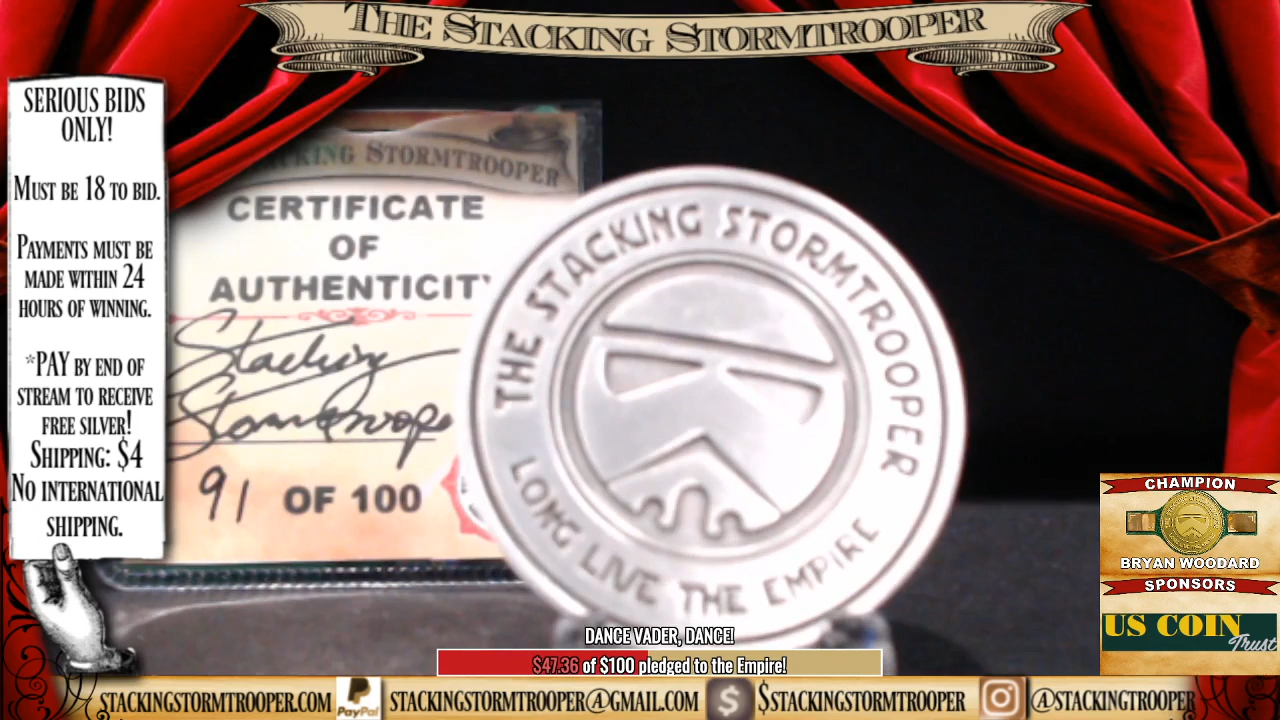 THE STACKING STORMTROOPER
SERIOUS BIDS
ONLY!
MUST BE 18 TO BID.
PAYMENTS MUST BE
MADE WITHIN 24
HOURS OF WINNING.
*PAY BY END OF
STREAM TO RECEIVE
FREE SILVER!
SHIPPING: $4
NO INTERNATIONAL
SHIPPING.
STORMTROOPER
CERTIFICATE
OF
AUTHENTICITY
Stacking
Stormtrooper
91 OF 100
THE STACKING STORMTROOPER
LONG LIVE THE EMPIRE
CHAMPION
BRYAN WOODARD
SPONSORS
US COIN
Trust
DANCE VADER, DANCE!
$47.36 of $100 pledged to the Empire!
STACKINGSTORMTROOPER.COM
PayPal
STACKINGSTORMTROOPER@GMAIL.COM
$
$STACKINGSTORMTROOPER
@STACKINGTROOPER